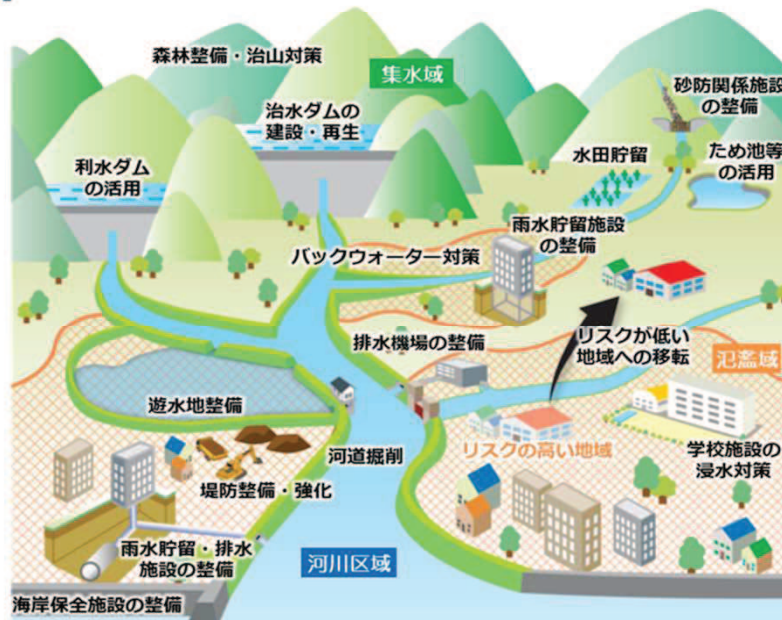 森林整備・治山対策
集水域
砂防関係施設
の整備
治水ダムの
建設・再生
水田貯留
ため池等
の活用
利水ダム
の活用
雨水貯留施設
の整備
バックウォーター対策
排水機場の整備
リスクが低い
地域への移転
氾濫域
遊水地整備
リスクの高い地域
学校施設の
浸水対策
河道掘削
堤防整備・強化
雨水貯留・排水
施設の整備
河川区域
海岸保全施設の整備